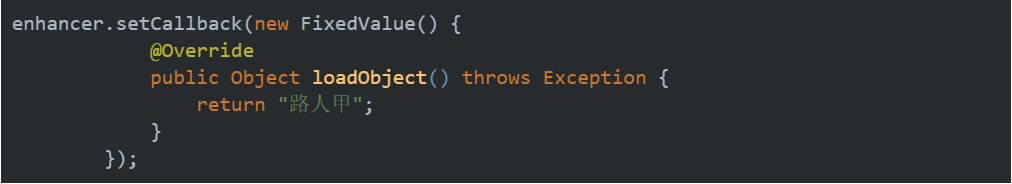 enhancer.setCallback(new FixedValue() {
@Override
public Object loadObject() throws Exception {
return "路人甲";
}
});